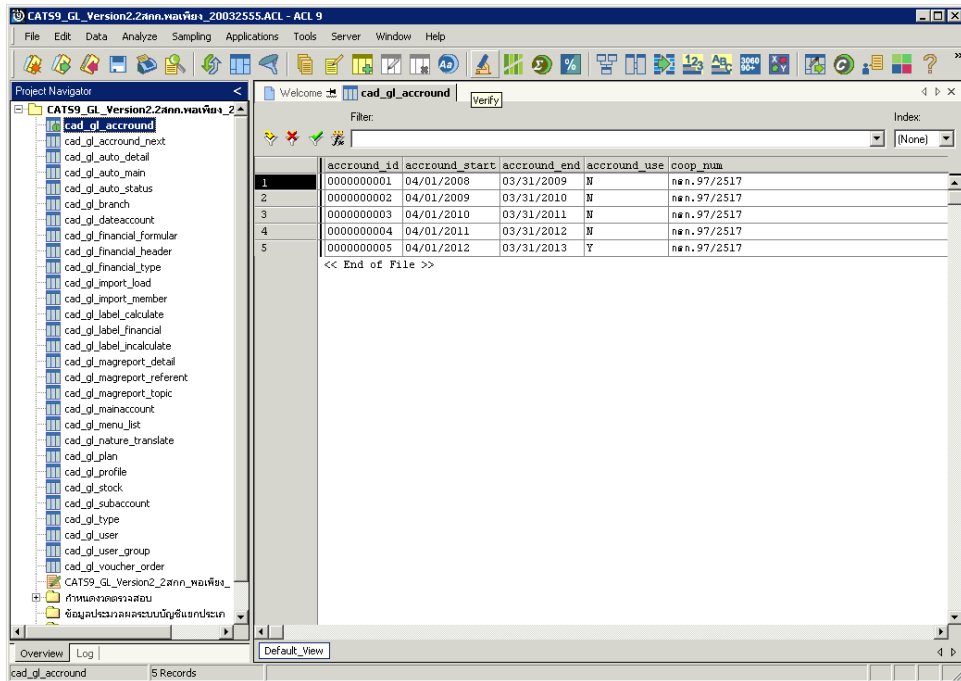 CATS9_GL_Version2.2สกก.พอเพียง_20032555.ACL - ACL 9
File Edit Data Analyze Sampling Applications Tools Server Window Help
Project Navigator <
Welcome cad_gl_accround
Verify
CATS9_GL_Version2.2สกก.พอเพียง_2
Filter: Index:
(None)
cad_gl_accround
cad_gl_accround_next
cad_gl_auto_detail
cad_gl_auto_main
cad_gl_auto_status
cad_gl_branch
cad_gl_dateaccount
cad_gl_financial_formular
cad_gl_financial_header
cad_gl_financial_type
cad_gl_import_load
cad_gl_import_member
cad_gl_label_calculate
cad_gl_label_financial
cad_gl_label_incalculate
cad_gl_magreport_detail
cad_gl_magreport_referent
cad_gl_magreport_topic
cad_gl_mainaccount
cad_gl_menu_list
cad_gl_nature_translate
cad_gl_plan
cad_gl_profile
cad_gl_stock
cad_gl_subaccount
cad_gl_type
cad_gl_user
cad_gl_user_group
cad_gl_voucher_order
CATS9_GL_Version2_2สกก_พอเพียง_
กำหนดงวดตรวจสอบ
ข้อมูลประมวลผลระบบบัญชีแยกประเภ
accround_id accround_start accround_end accround_use coop_num
1 0000000001 04/01/2008 03/31/2009 N กสก.97/2517
2 0000000002 04/01/2009 03/31/2010 N กสก.97/2517
3 0000000003 04/01/2010 03/31/2011 N กสก.97/2517
4 0000000004 04/01/2011 03/31/2012 N กสก.97/2517
5 0000000005 04/01/2012 03/31/2013 Y กสก.97/2517
<< End of File >>
Overview Log
Default_View
cad_gl_accround 5 Records